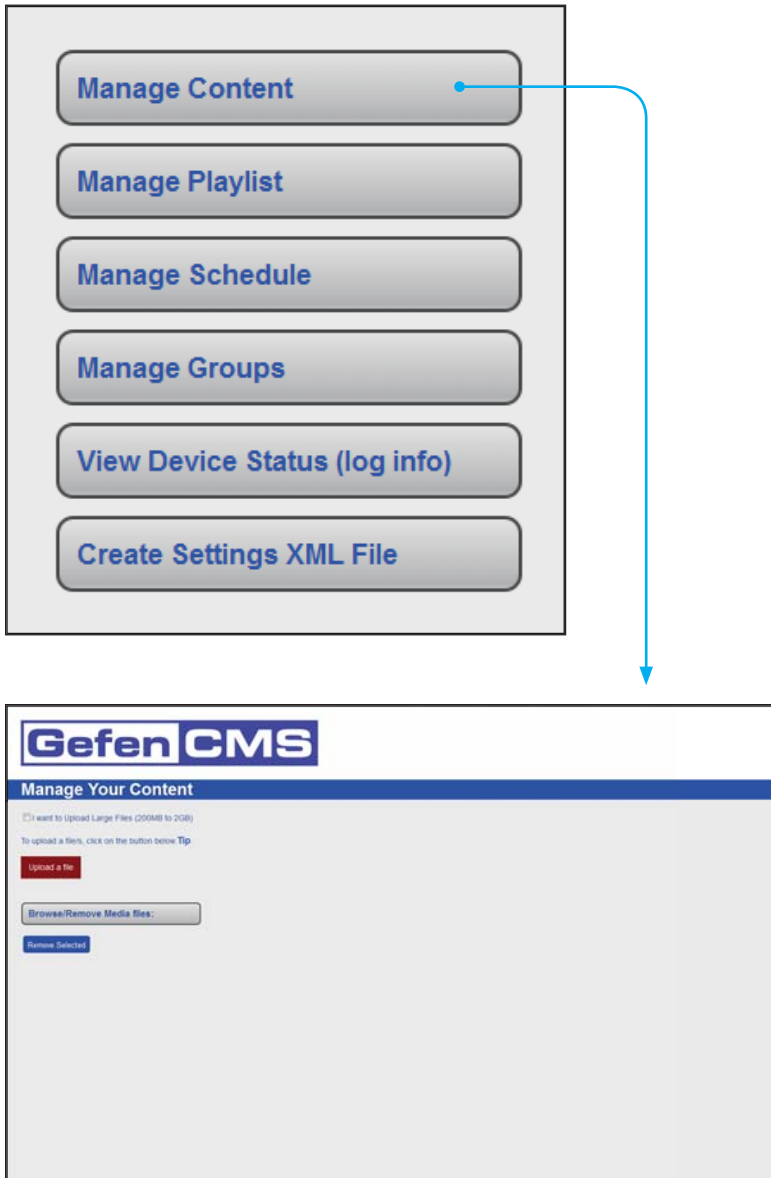 Manage Content
Manage Playlist
Manage Schedule
Manage Groups
View Device Status (log info)
Create Settings XML File
Gefen CMS
Manage Your Content
I want to Upload Large Files (200MB to 2GB)
To upload a file/s, click on the button below Tip
Upload a file
Browse/Remove Media files:
Remove Selected